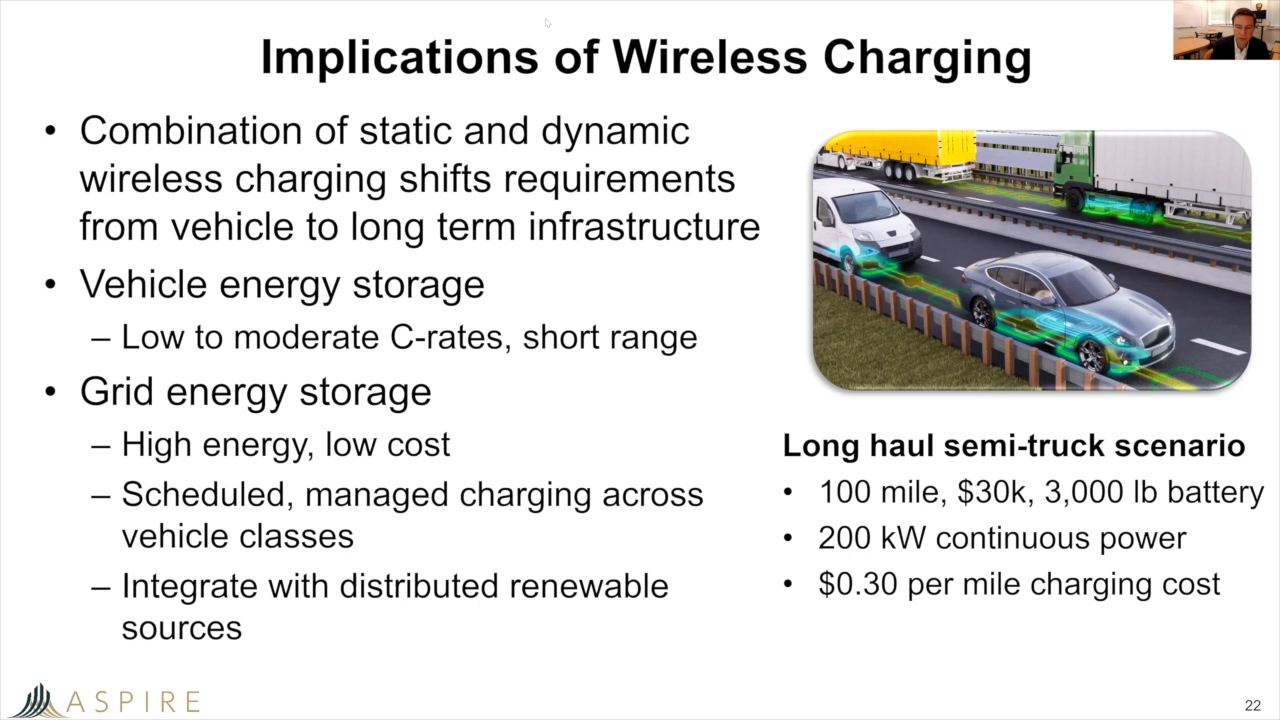 Implications of Wireless Charging
• Combination of static and dynamic
wireless charging shifts requirements
from vehicle to long term infrastructure
• Vehicle energy storage
– Low to moderate C-rates, short range
• Grid energy storage
– High energy, low cost
– Scheduled, managed charging across
vehicle classes
– Integrate with distributed renewable
sources
Long haul semi-truck scenario
• 100 mile, $30k, 3,000 lb battery
• 200 kW continuous power
• $0.30 per mile charging cost
ASPIRE
22